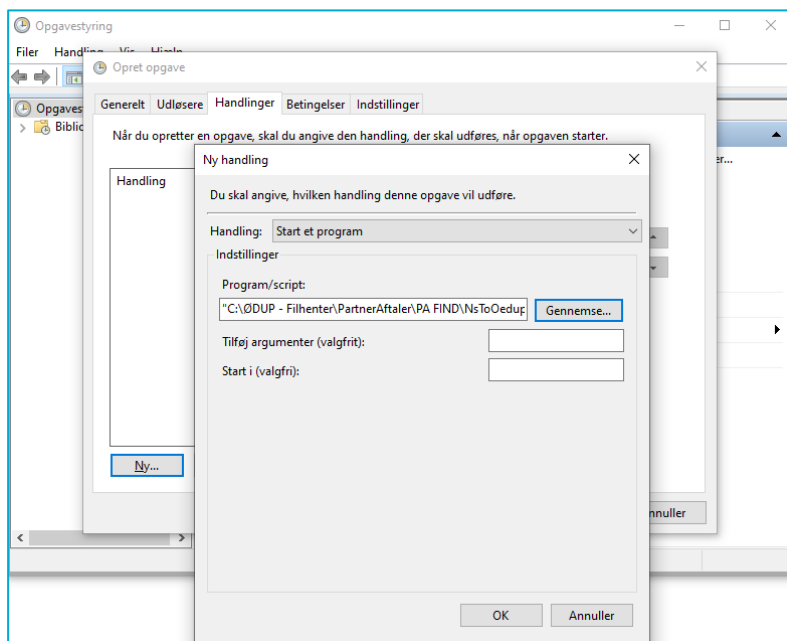 Opgavestyring
Filer Handling Vis Hjælp
Opret opgave
Opgaves
Biblic
Generelt Udløsere Handlinger Betingelser Indstillinger
Når du opretter en opgave, skal du angive den handling, der skal udføres, når opgaven starter.
Handling
er...
Ny handling
Du skal angive, hvilken handling denne opgave vil udføre.
Handling: Start et program
Indstillinger
Program/script:
"C:\ØDUP - Filhenter\PartnerAftaler\PA FIND\NsToOedup Gennemse...
Tilføj argumenter (valgfrit):
Start i (valgfri):
Ny...
nnuller
OK Annuller